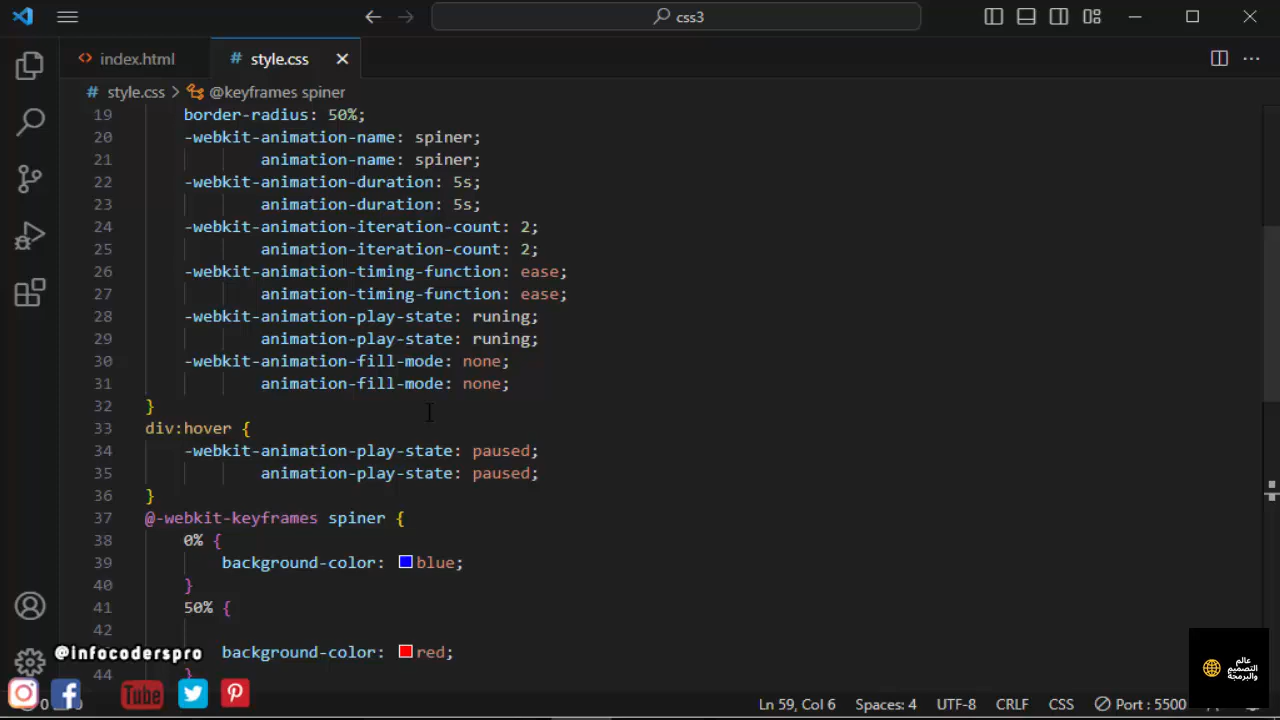 css3
index.html
# style.css
# style.css > @keyframes spiner
19 border-radius: 50%;
20 -webkit-animation-name: spiner;
21 animation-name: spiner;
22 -webkit-animation-duration: 5s;
23 animation-duration: 5s;
24 -webkit-animation-iteration-count: 2;
25 animation-iteration-count: 2;
26 -webkit-animation-timing-function: ease;
27 animation-timing-function: ease;
28 -webkit-animation-play-state: runing;
29 animation-play-state: runing;
30 -webkit-animation-fill-mode: none;
31 animation-fill-mode: none;
32 }
33 div:hover {
34 -webkit-animation-play-state: paused;
35 animation-play-state: paused;
36 }
37 @-webkit-keyframes spiner {
38 0% {
39 background-color: blue;
40 }
41 50% {
42
background-color: red;
44 }
@infocoderspro
Tube
عالم
التصميم
والبرمجة
Ln 59, Col 6 Spaces: 4 UTF-8 CRLF CSS Port : 5500